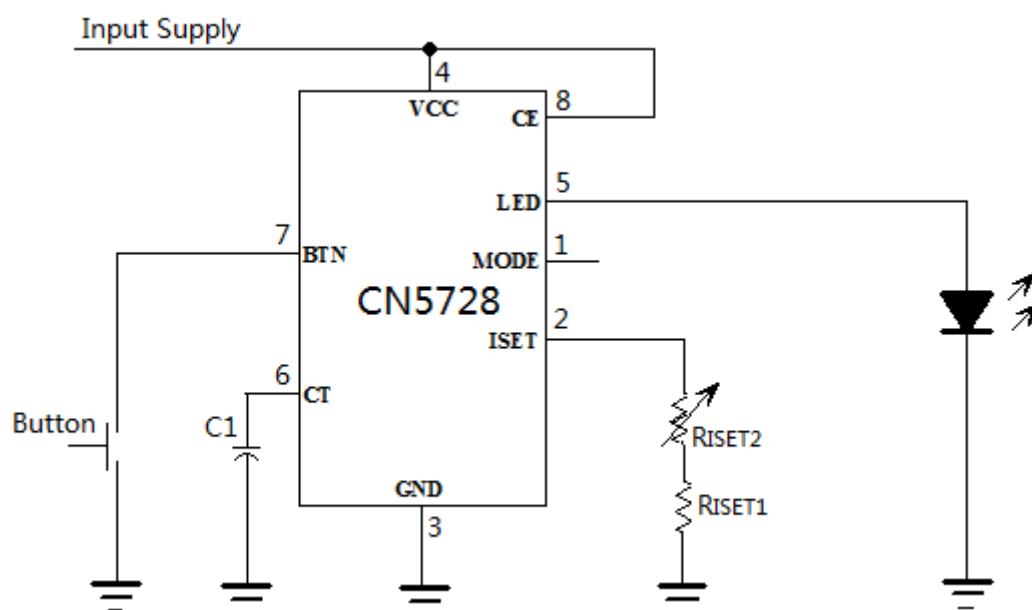 Input Supply
4
VCC
8
CE
5
LED
7
BTN
1
MODE
CN5728
2
ISET
6
CT
Button
C1
RISET2
GND
RISET1
3